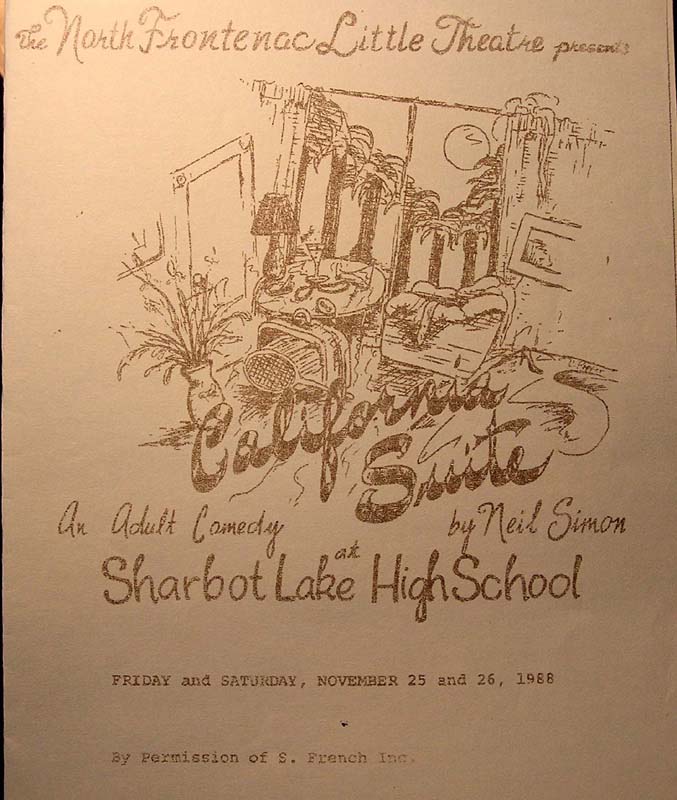 The North Frontenac Little Theatre presents
California
Suite
An Adult Comedy by Neil Simon
at
Sharbot Lake High School
FRIDAY and SATURDAY, NOVEMBER 25 and 26, 1988
By Permission of S. French Inc.